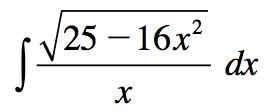 ∫ √(25 − 16x²) / x dx